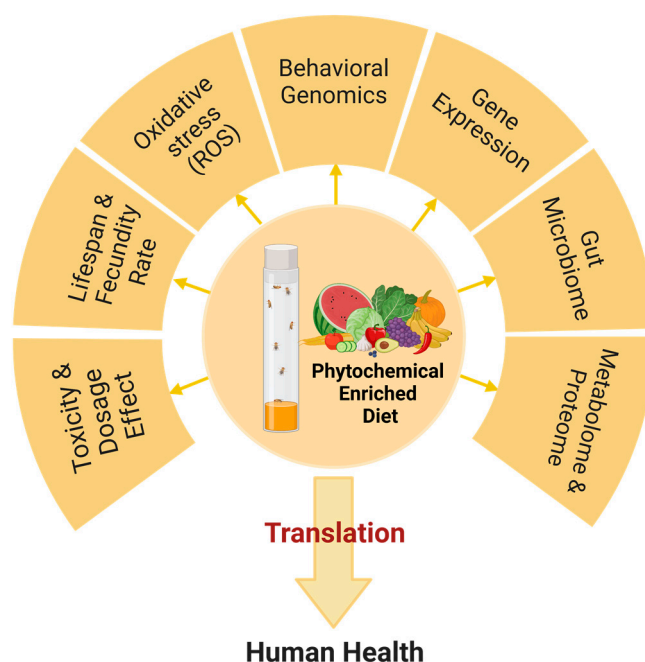 Toxicity &
Dosage
Effect
Lifespan &
Fecundity
Rate
Oxidative
stress
(ROS)
Behavioral
Genomics
Gene
Expression
Gut
Microbiome
Metabolome &
Proteome
Phytochemical
Enriched
Diet
Translation
Human Health